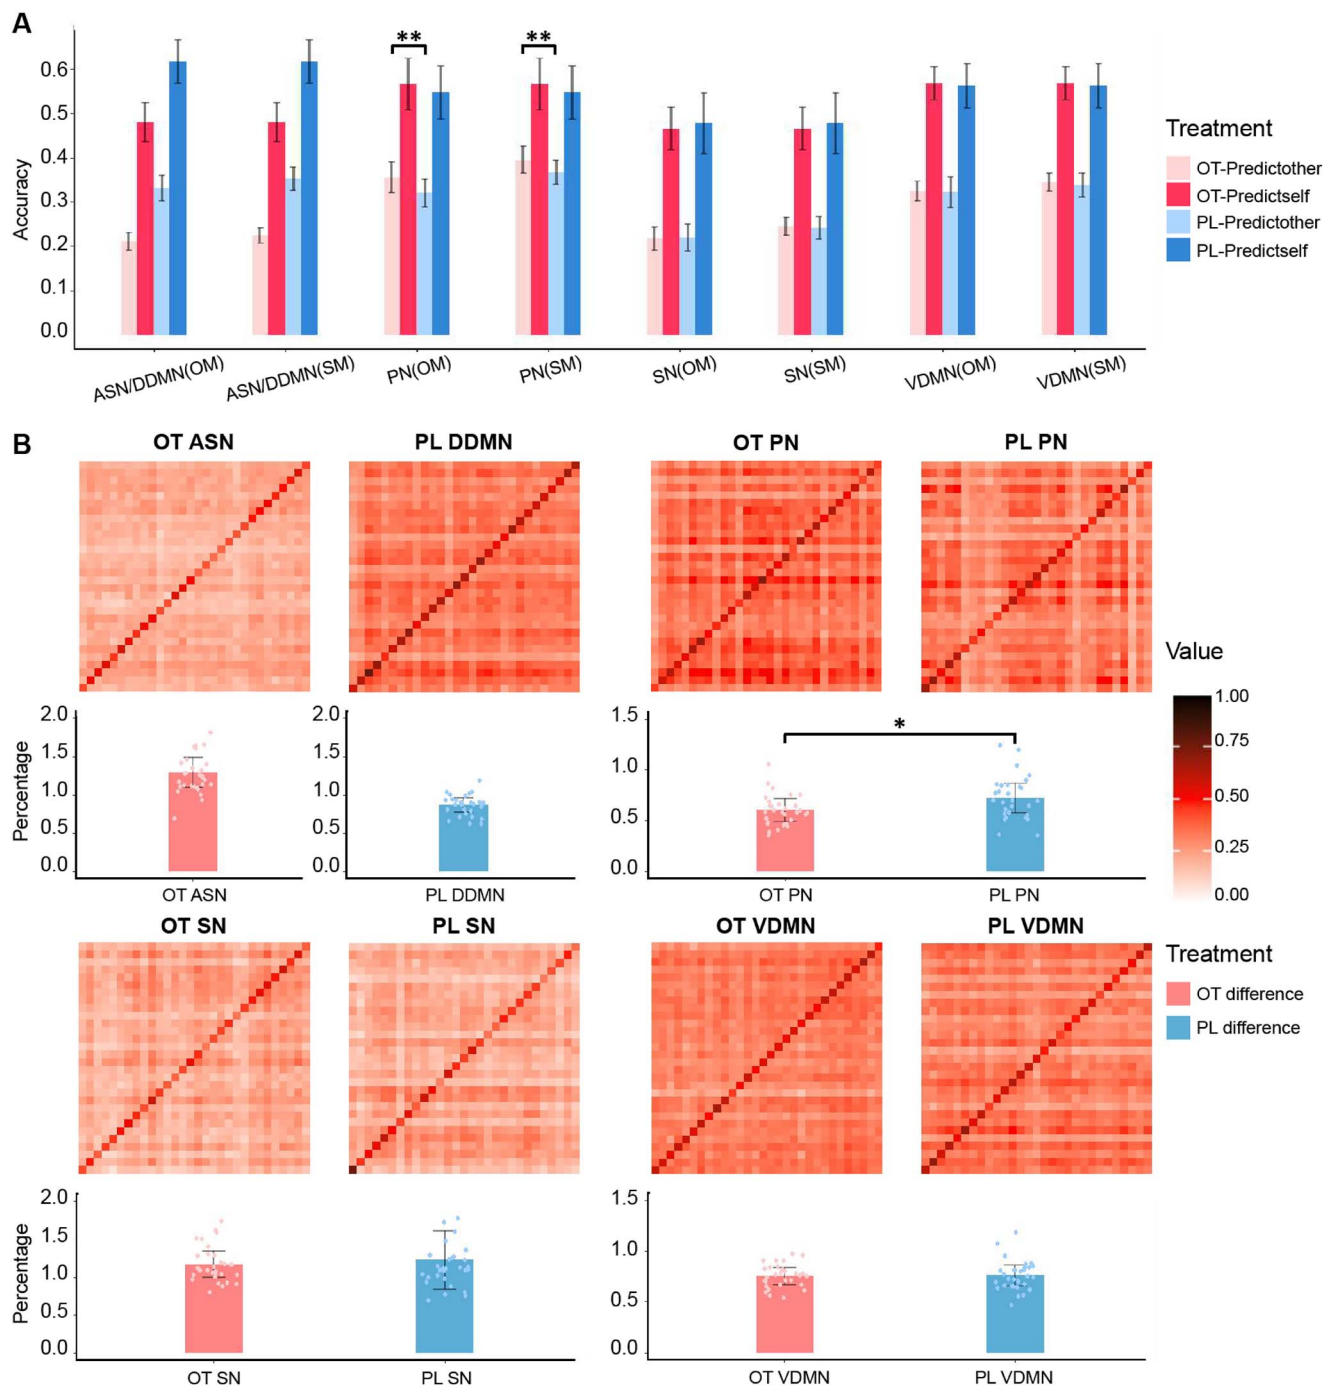 A
** **
Accuracy
0.6
0.5
0.4
0.3
0.2
0.1
0.0
ASN/DDMN(OM) ASN/DDMN(SM) PN(OM) PN(SM) SN(OM) SN(SM) VDMN(OM) VDMN(SM)
Treatment
OT-Predictother
OT-Predictself
PL-Predictother
PL-Predictself
B
OT ASN PL DDMN OT PN PL PN
Value
1.00
0.75
0.50
0.25
0.00
Percentage
2.0
1.5
1.0
0.5
0.0
OT ASN
2.0
1.5
1.0
0.5
0.0
PL DDMN
1.5
1.0
0.5
0.0
*
OT PN PL PN
OT SN PL SN OT VDMN PL VDMN
Treatment
OT difference
PL difference
Percentage
2.0
1.5
1.0
0.5
0.0
OT SN PL SN
1.5
1.0
0.5
0.0
OT VDMN PL VDMN